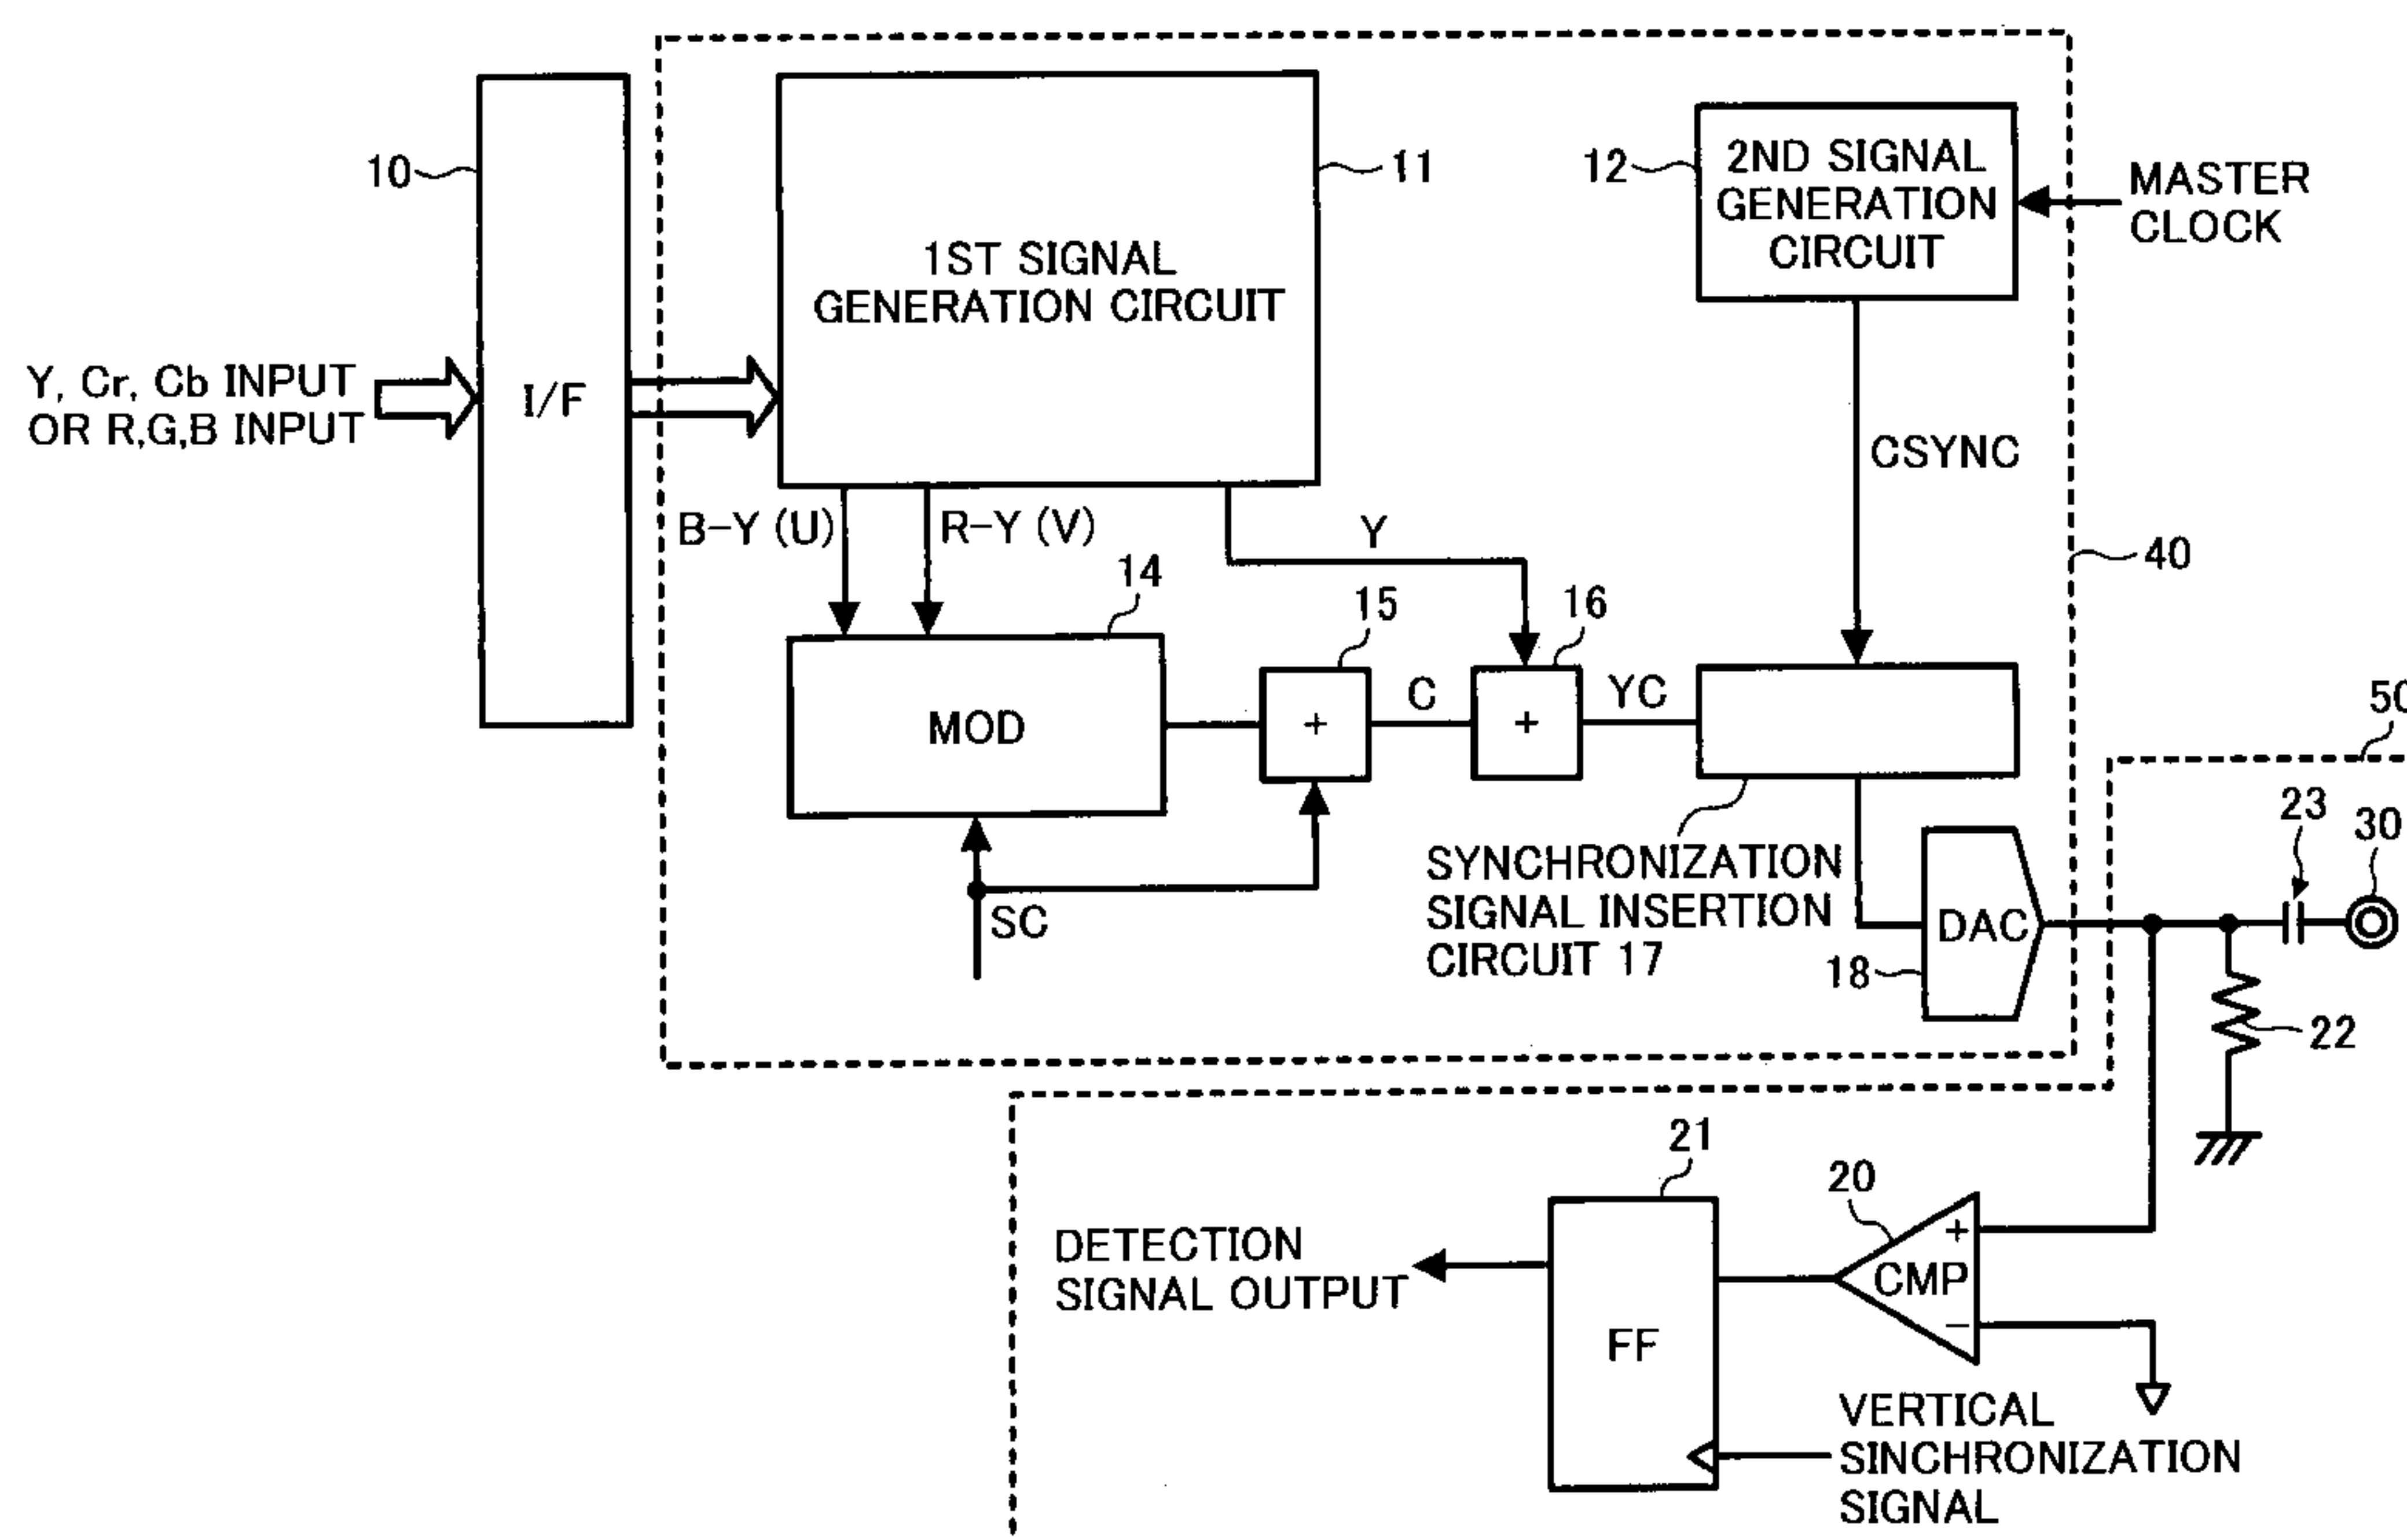 10
I/F
Y, Cr, Cb INPUT
OR R,G,B INPUT
1ST SIGNAL
GENERATION CIRCUIT
11
12
2ND SIGNAL
GENERATION
CIRCUIT
MASTER
CLOCK
CSYNC
40
B-Y (U)
R-Y (V)
Y
14
MOD
15
+
C
16
+
YC
SC
SYNCHRONIZATION
SIGNAL INSERTION
CIRCUIT 17
DAC
18
50
23
30
22
21
FF
20
+
CMP
−
DETECTION
SIGNAL OUTPUT
VERTICAL
SINCHRONIZATION
SIGNAL